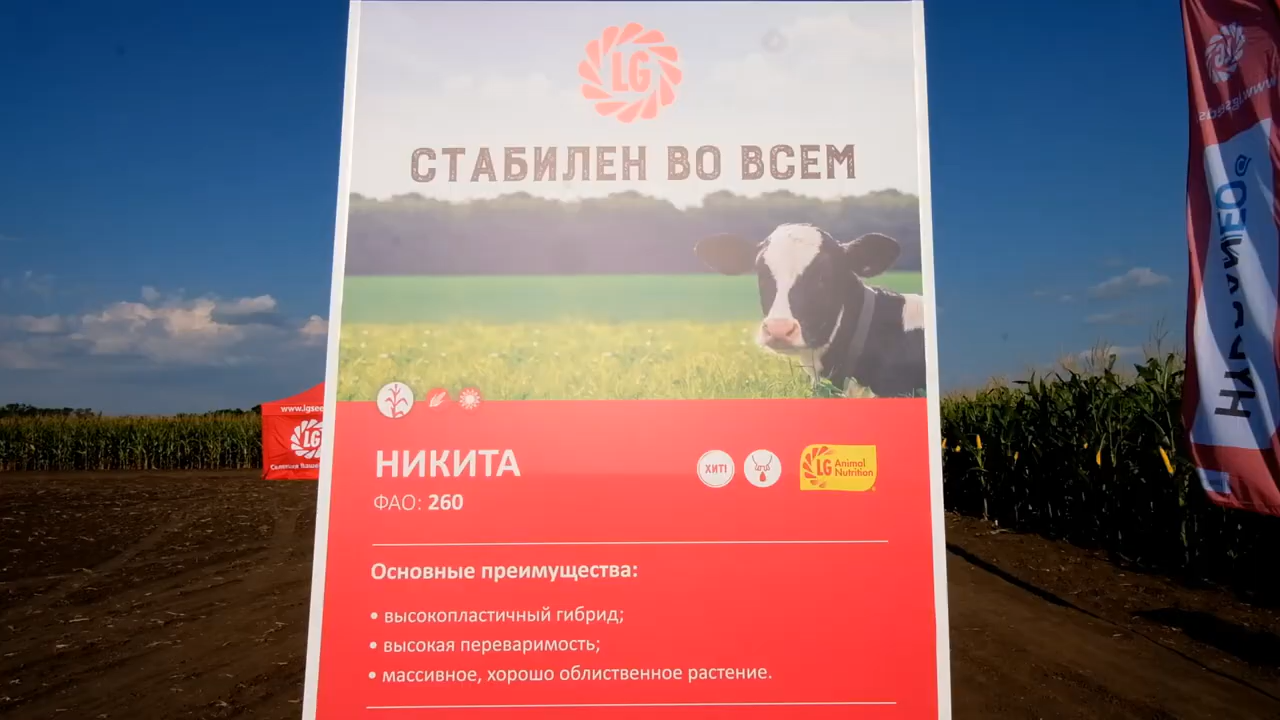 LG
СТАБИЛЕН ВО ВСЕМ
www.lgsee
LG
НИКИТА
ХИТ!
LG Animal
Nutrition
ФАО: 260
Основные преимущества:
• высокопластичный гибрид;
• высокая переваримость;
• массивное, хорошо облиственное растение.